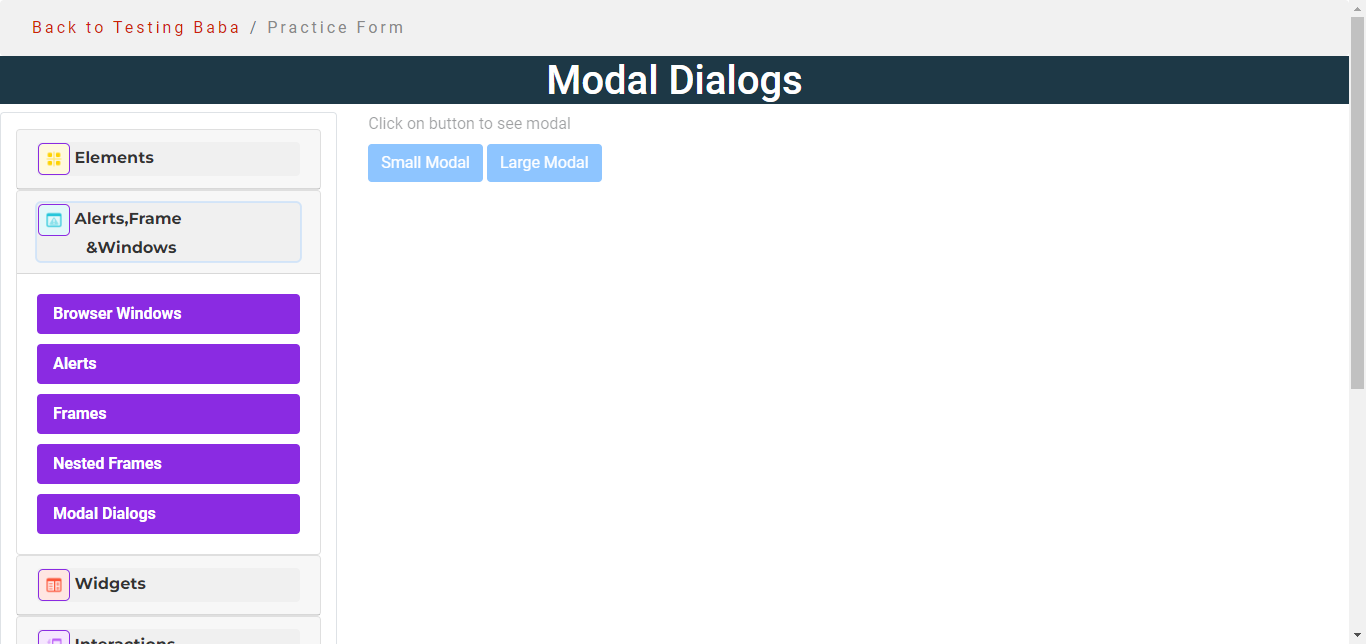 Back to Testing Baba / Practice Form
Modal Dialogs
Click on button to see modal
Small Modal Large Modal
Elements
Alerts,Frame
&Windows
Browser Windows
Alerts
Frames
Nested Frames
Modal Dialogs
Widgets
Interactions